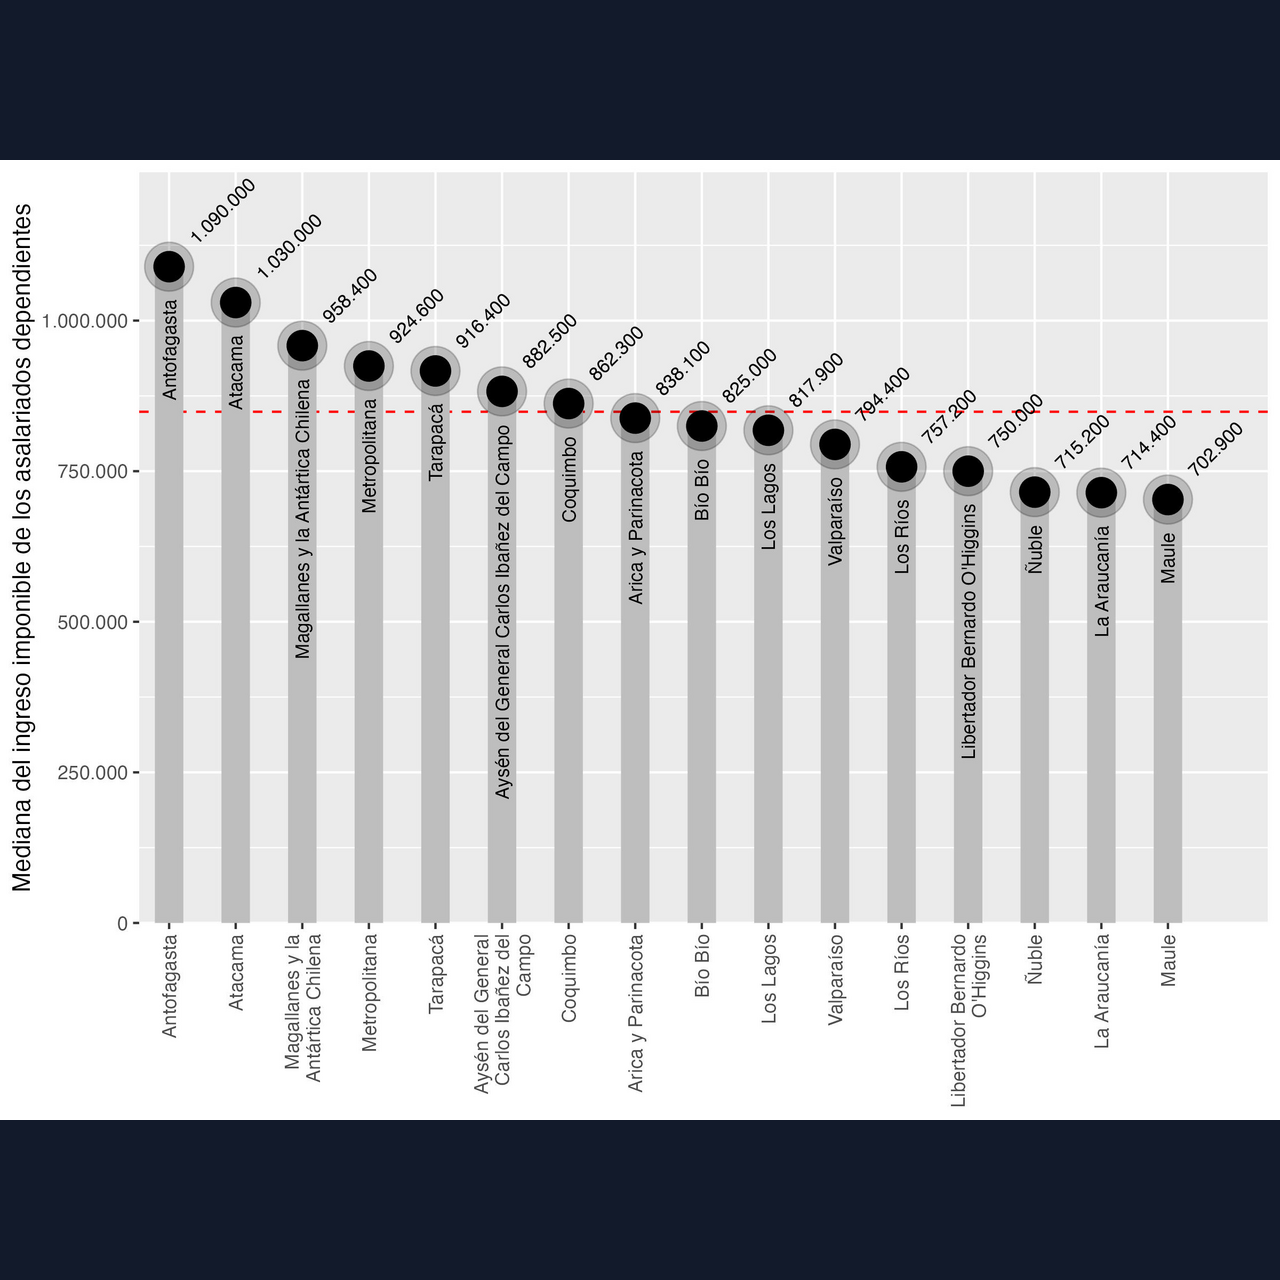 Mediana del ingreso imponible de los asalariados dependientes
1.000.000
750.000
500.000
250.000
0
1.090.000
1.030.000
958.400
924.600
916.400
882.500
862.300
838.100
825.000
817.900
794.400
757.200
750.000
715.200
714.400
702.900
Antofagasta
Atacama
Magallanes y la Antártica Chilena
Metropolitana
Tarapacá
Aysén del General Carlos Ibañez del Campo
Coquimbo
Arica y Parinacota
Bío Bío
Los Lagos
Valparaíso
Los Ríos
Libertador Bernardo O'Higgins
Ñuble
La Araucanía
Maule
Antofagasta
Atacama
Magallanes y la
Antártica Chilena
Metropolitana
Tarapacá
Aysén del General
Carlos Ibañez del
Campo
Coquimbo
Arica y Parinacota
Bío Bío
Los Lagos
Valparaíso
Los Ríos
Libertador Bernardo
O'Higgins
Ñuble
La Araucanía
Maule